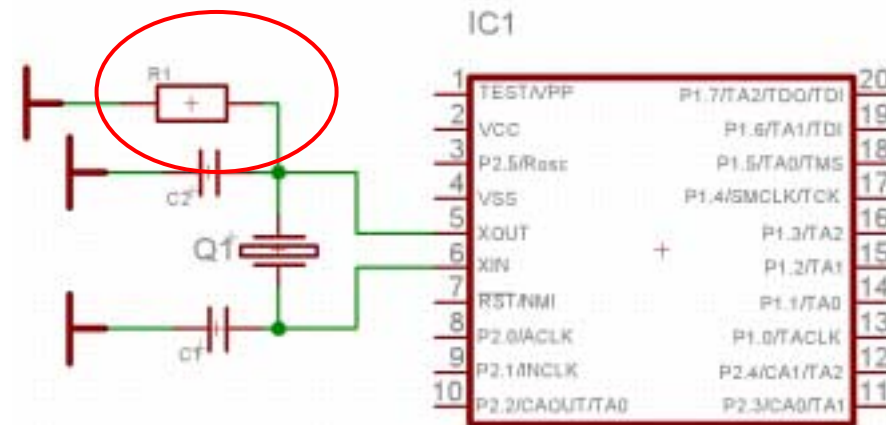 IC1
R1
C2
Q1
C1
1 TEST/VPP
2 VCC
3 P2.5/Rosc
4 VSS
5 XOUT
6 XIN
7 RST/NMI
8 P2.0/ACLK
9 P2.1/INCLK
10 P2.2/CAOUT/TA0
P1.7/TA2/TDO/TDI 20
P1.6/TA1/TDI 19
P1.5/TA0/TMS 18
P1.4/SMCLK/TCK 17
P1.3/TA2 16
P1.2/TA1 15
P1.1/TA0 14
P1.0/TACLK 13
P2.4/CA1/TA2 12
P2.3/CA0/TA1 11